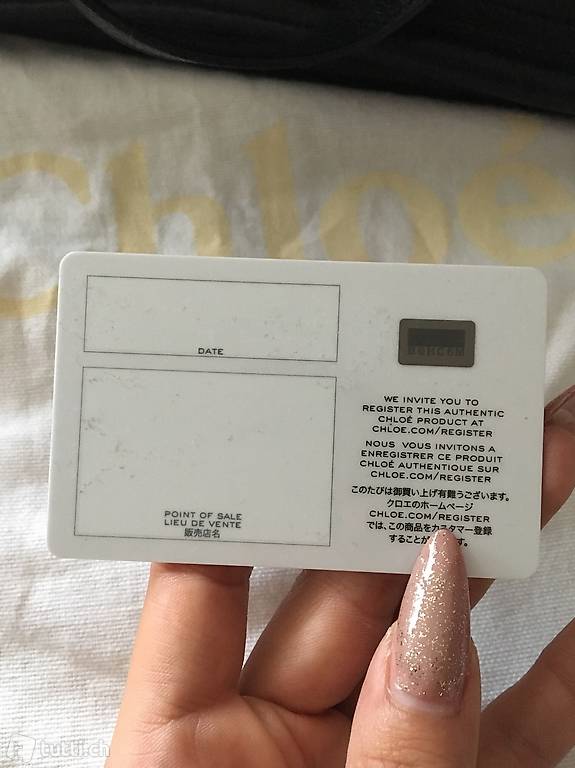 Chloé
DATE
POINT OF SALE
LIEU DE VENTE
販売店名
WE INVITE YOU TO
REGISTER THIS AUTHENTIC
CHLOÉ PRODUCT AT
CHLOE.COM/REGISTER
NOUS VOUS INVITONS A
ENREGISTRER CE PRODUIT
CHLOÉ AUTHENTIQUE SUR
CHLOE.COM/REGISTER
このたびは御買い上げ有難うございます。
クロエのホームページ
CHLOE.COM/REGISTER
では、この商品をカスタマー登録
することが
す。
tutti.ch